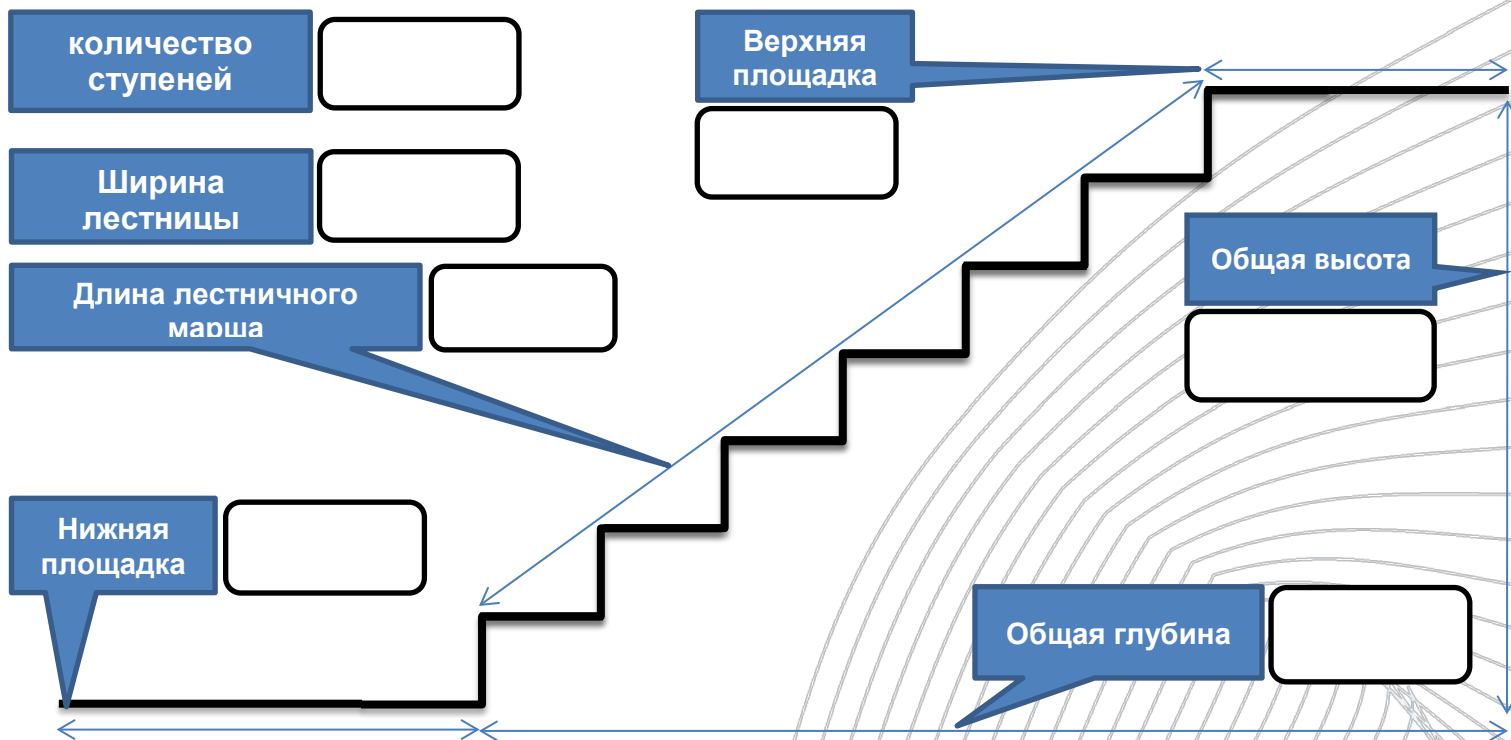 количество
ступеней
Верхняя
площадка
Ширина
лестницы
Длина лестничного
марша
Общая высота
Нижняя
площадка
Общая глубина